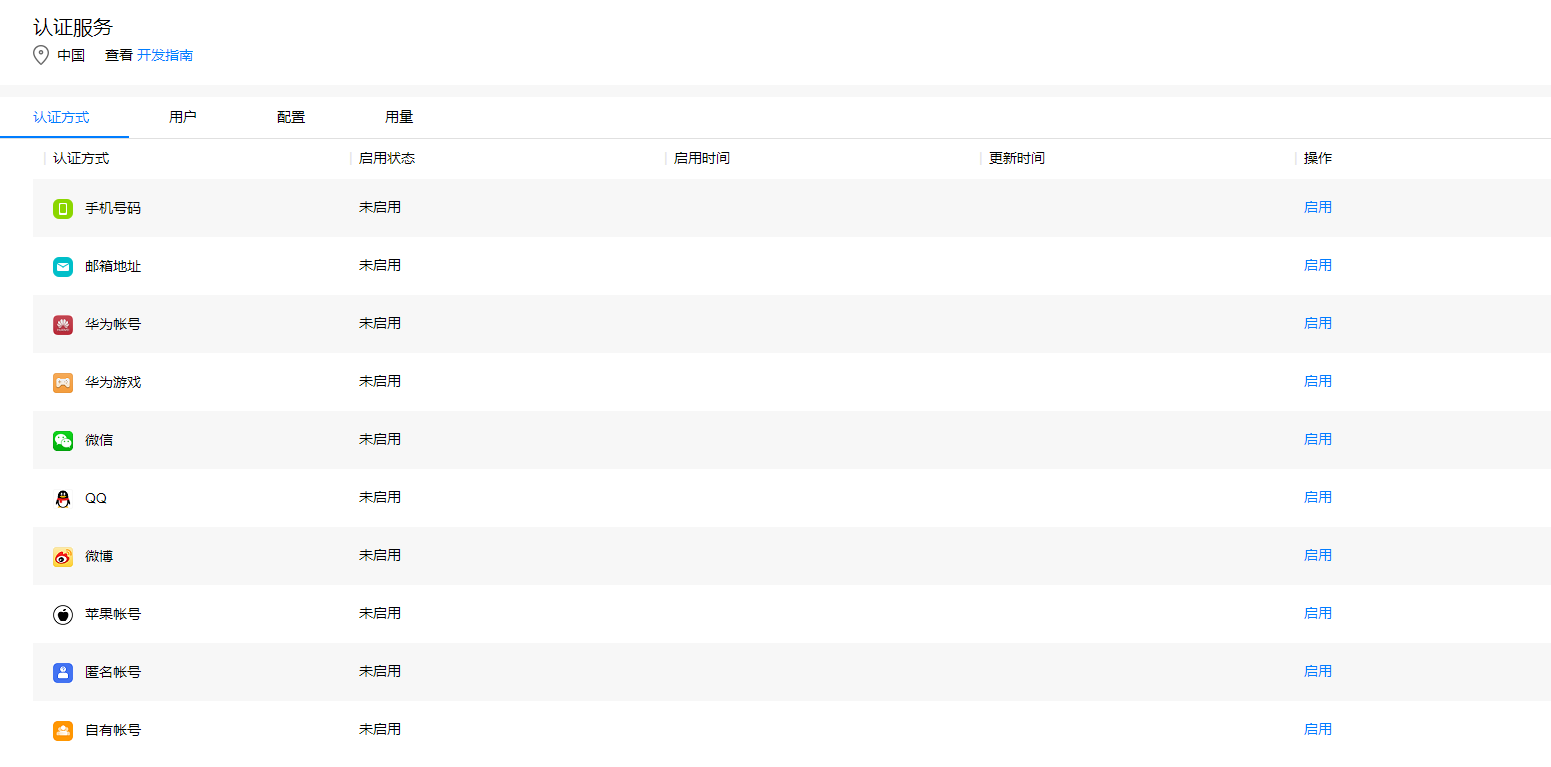 认证服务
中国 查看 开发指南
认证方式 用户 配置 用量
认证方式 启用状态 启用时间 更新时间 操作
手机号码 未启用 启用
邮箱地址 未启用 启用
华为帐号 未启用 启用
华为游戏 未启用 启用
微信 未启用 启用
QQ 未启用 启用
微博 未启用 启用
苹果帐号 未启用 启用
匿名帐号 未启用 启用
自有帐号 未启用 启用